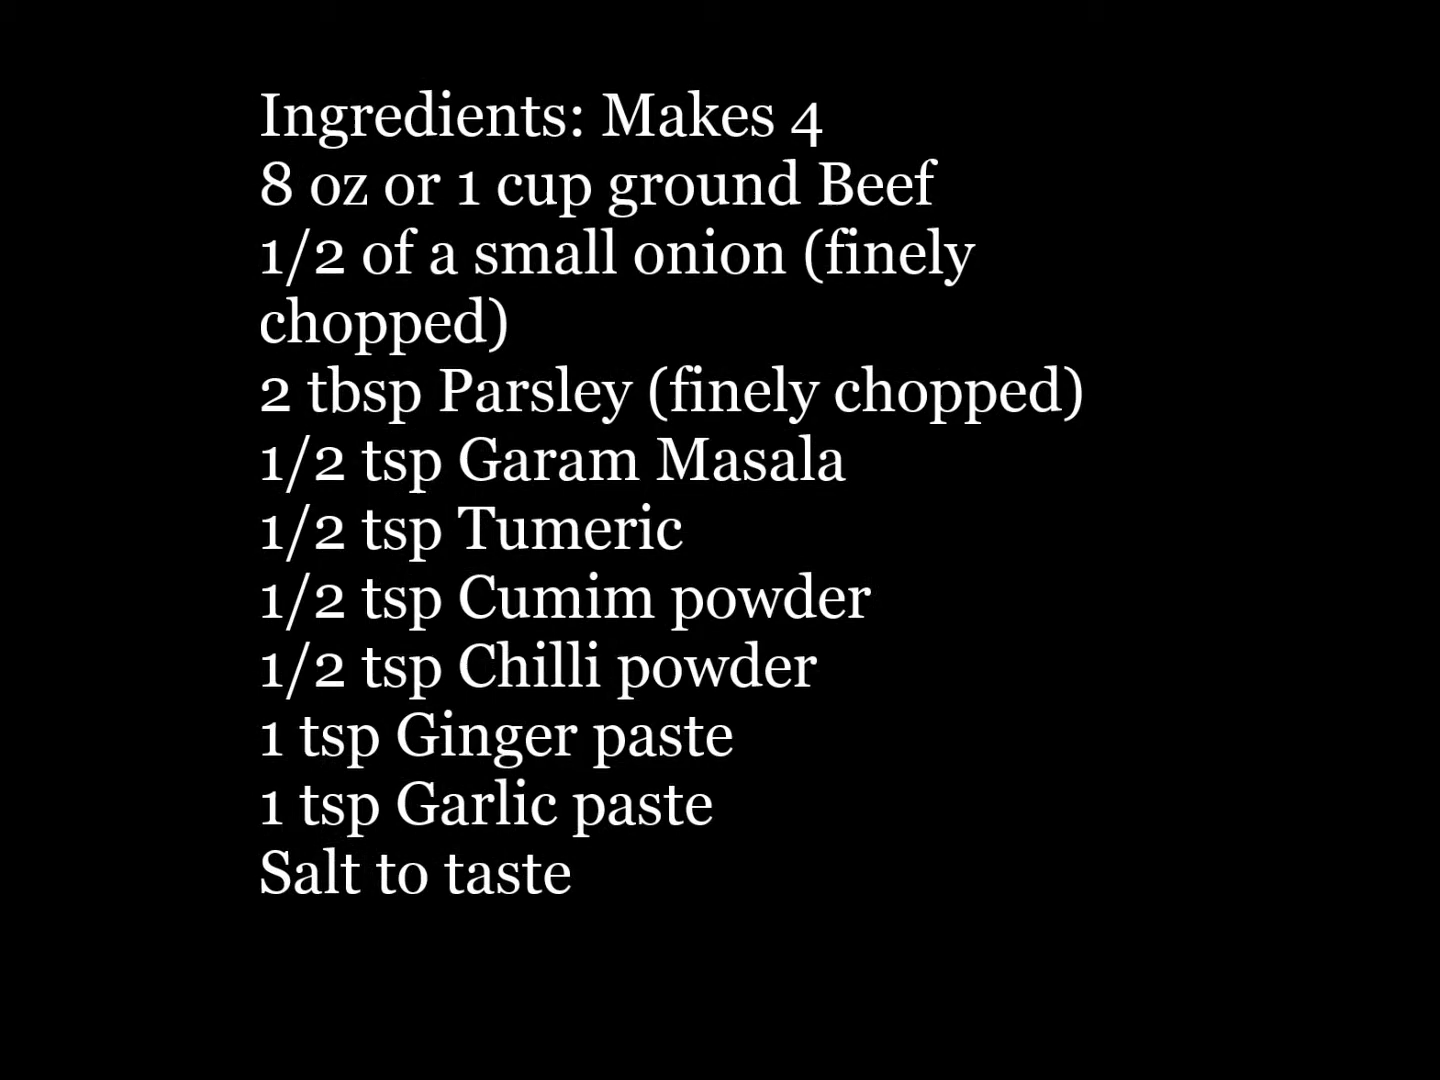 Ingredients: Makes 4
8 oz or 1 cup ground Beef
1/2 of a small onion (finely
chopped)
2 tbsp Parsley (finely chopped)
1/2 tsp Garam Masala
1/2 tsp Tumeric
1/2 tsp Cumim powder
1/2 tsp Chilli powder
1 tsp Ginger paste
1 tsp Garlic paste
Salt to taste